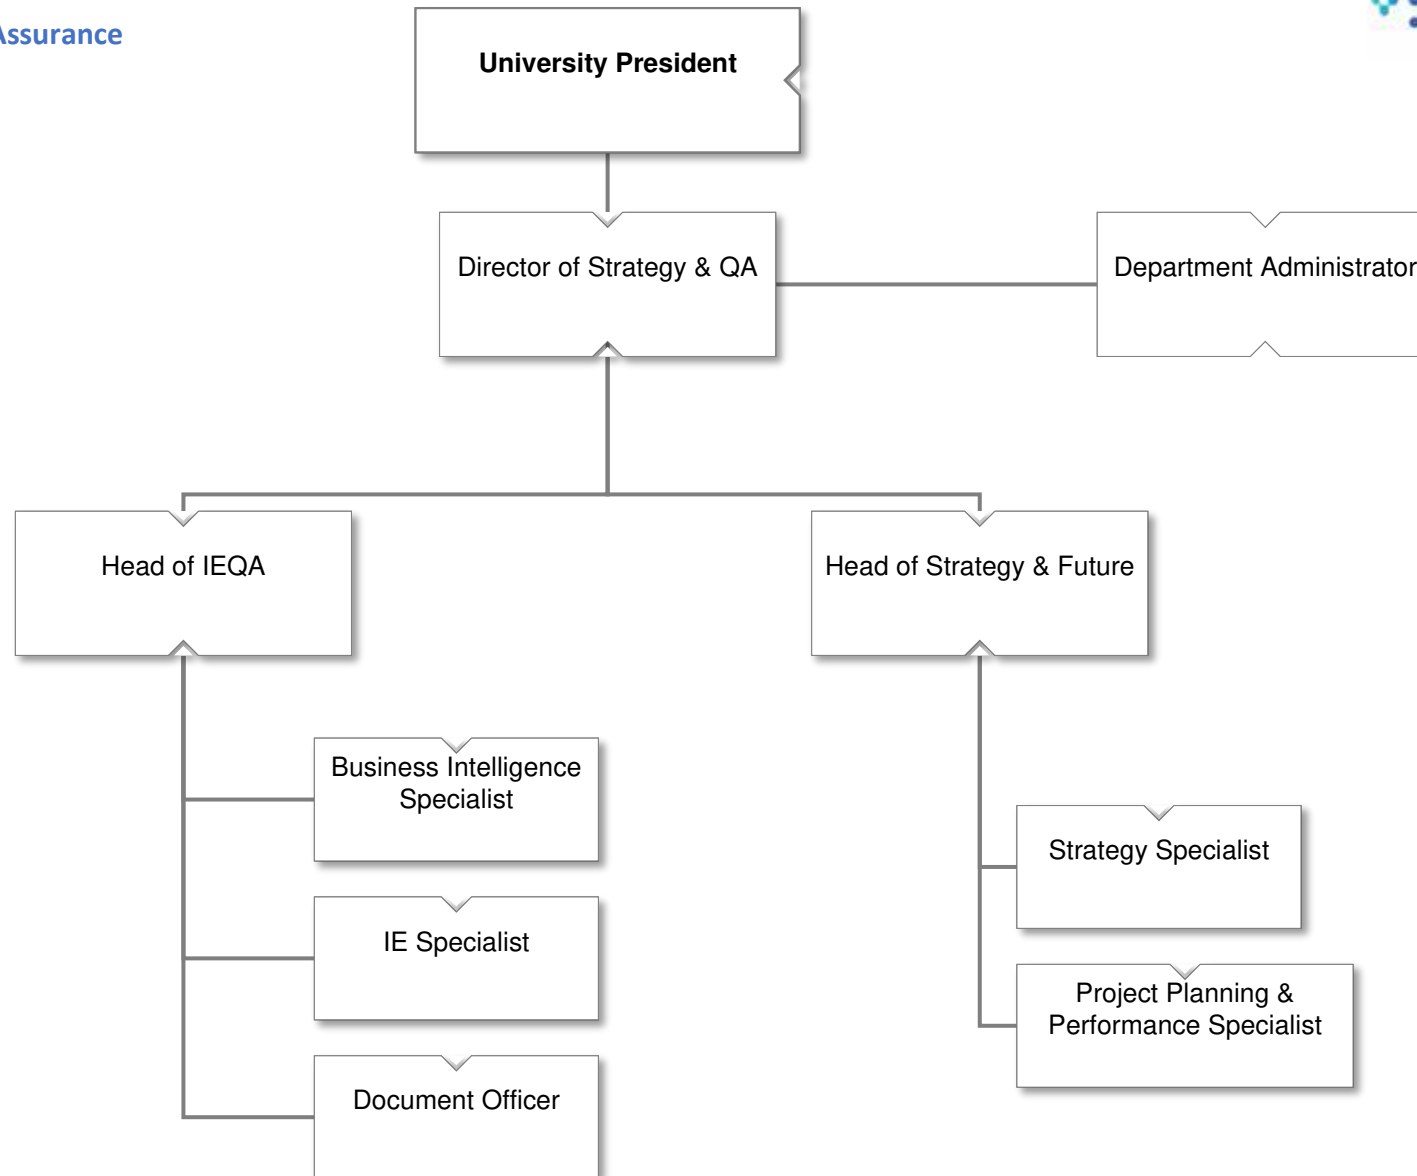 Assurance
University President
Director of Strategy & QA
Department Administrator
Head of IEQA
Head of Strategy & Future
Business Intelligence
Specialist
Strategy Specialist
IE Specialist
Project Planning &
Performance Specialist
Document Officer